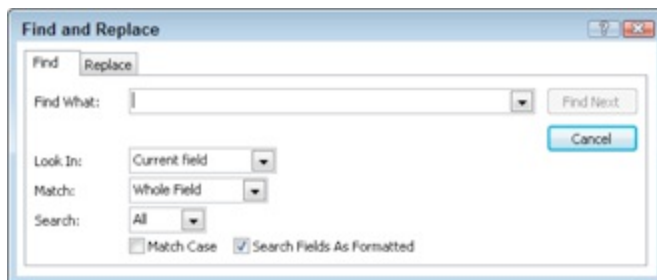 Find and Replace
Find Replace
Find What: Find Next
Cancel
Look In: Current field
Match: Whole Field
Search: All
Match Case Search Fields As Formatted